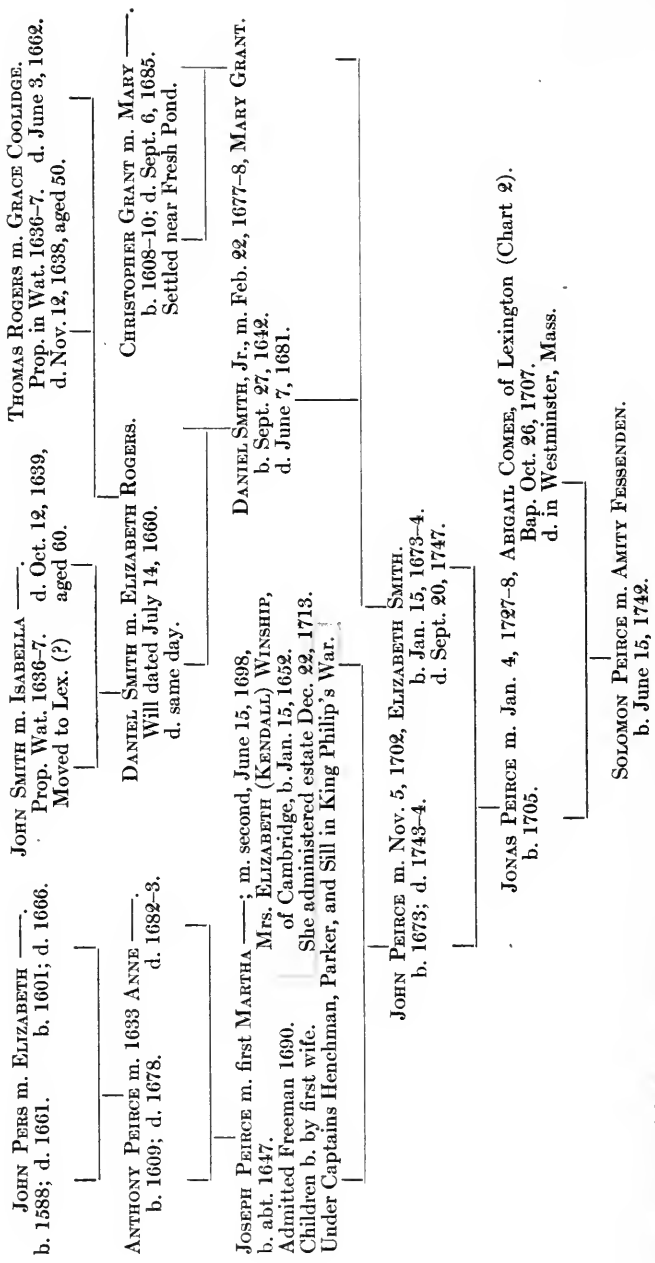 JOHN PERS m. ELIZABETH ——.
b. 1588; d. 1661. b. 1601; d. 1666.
JOHN SMITH m. ISABELLA ——.
Prop. Wat. 1636–7. d. Oct. 12, 1639,
Moved to Lex. (?) aged 60.
THOMAS ROGERS m. GRACE COOLIDGE.
Prop. in Wat. 1636–7. d. June 3, 1662.
d. Nov. 12, 1638, aged 50.
ANTHONY PEIRCE m. 1633 ANNE ——.
b. 1609; d. 1678. d. 1682–3.
DANIEL SMITH m. ELIZABETH ROGERS.
Will dated July 14, 1660.
d. same day.
CHRISTOPHER GRANT m. MARY ——.
b. 1608–10; d. Sept. 6, 1685.
Settled near Fresh Pond.
JOSEPH PEIRCE m. first MARTHA ——; m. second, June 15, 1698,
b. abt. 1647. Mrs. ELIZABETH (KENDALL) WINSHIP,
Admitted Freeman 1690. of Cambridge, b. Jan. 15, 1652.
Children b. by first wife. She administered estate Dec. 22, 1713.
Under Captains Henchman, Parker, and Sill in King Philip's War.
DANIEL SMITH, Jr., m. Feb. 22, 1677–8, MARY GRANT.
b. Sept. 27, 1642.
d. June 7, 1681.
JOHN PEIRCE m. Nov. 5, 1702, ELIZABETH SMITH.
b. 1673; d. 1743–4. b. Jan. 15, 1673–4.
d. Sept. 20, 1747.
JONAS PEIRCE m. Jan. 4, 1727–8, ABIGAIL COMEE, of Lexington (Chart 2).
b. 1705. Bap. Oct. 26, 1707.
d. in Westminster, Mass.
SOLOMON PEIRCE m. AMITY FESSENDEN.
b. June 15, 1742.